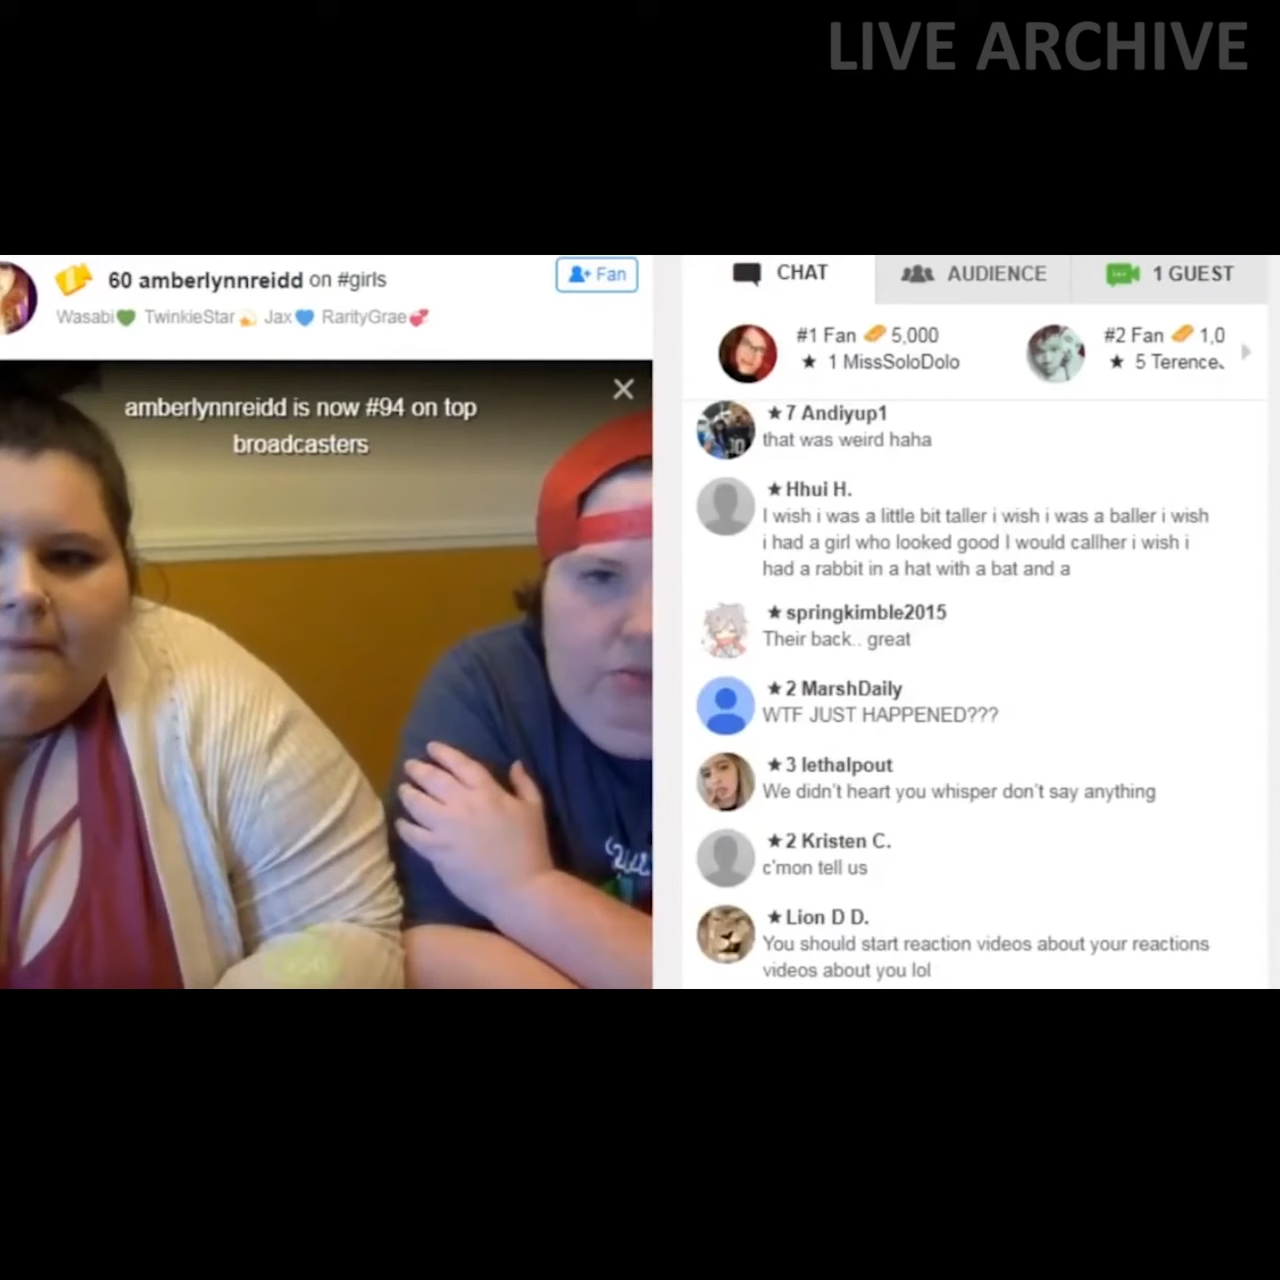 LIVE ARCHIVE
60 amberlynnreidd on #girls
Fan
Wasabi💚 TwinkieStar💫 Jax💙 RarityGrae💞
amberlynnreidd is now #94 on top
broadcasters
CHAT
AUDIENCE
1 GUEST
#1 Fan 5,000
★ 1 MissSoloDolo
#2 Fan 1,0
★ 5 Terence
★7 Andiyup1
that was weird haha
★Hhui H.
I wish i was a little bit taller i wish i was a baller i wish
i had a girl who looked good I would callher i wish i
had a rabbit in a hat with a bat and a
★springkimble2015
Their back.. great
★2 MarshDaily
WTF JUST HAPPENED???
★3 lethalpout
We didn't heart you whisper don't say anything
★2 Kristen C.
c'mon tell us
★Lion D D.
You should start reaction videos about your reactions
videos about you lol